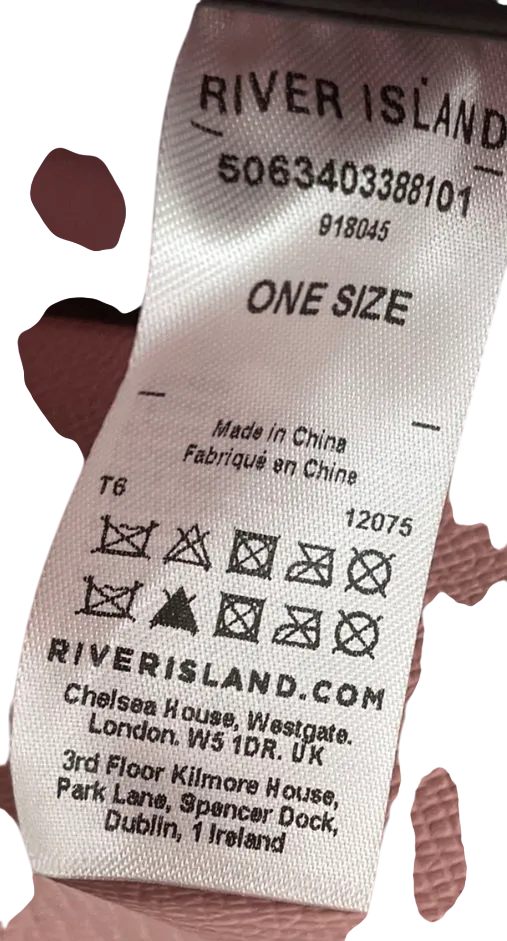 RIVER ISLAND
5063403388101
918045
ONE SIZE
Made in China
Fabriqué en Chine
T6
12075
RIVERISLAND.COM
Chelsea House, Westgate.
London. W5 1DR. UK
3rd Floor Kilmore House,
Park Lane, Spencer Dock,
Dublin, 1 Ireland